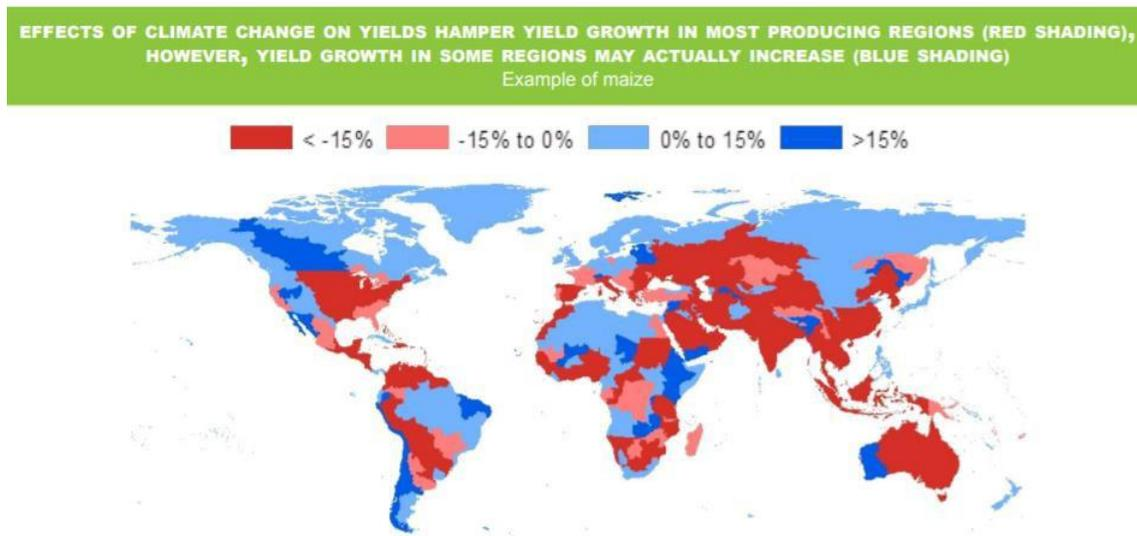 EFFECTS OF CLIMATE CHANGE ON YIELDS HAMPER YIELD GROWTH IN MOST PRODUCING REGIONS (RED SHADING),
HOWEVER, YIELD GROWTH IN SOME REGIONS MAY ACTUALLY INCREASE (BLUE SHADING)
Example of maize
< -15% -15% to 0% 0% to 15% >15%